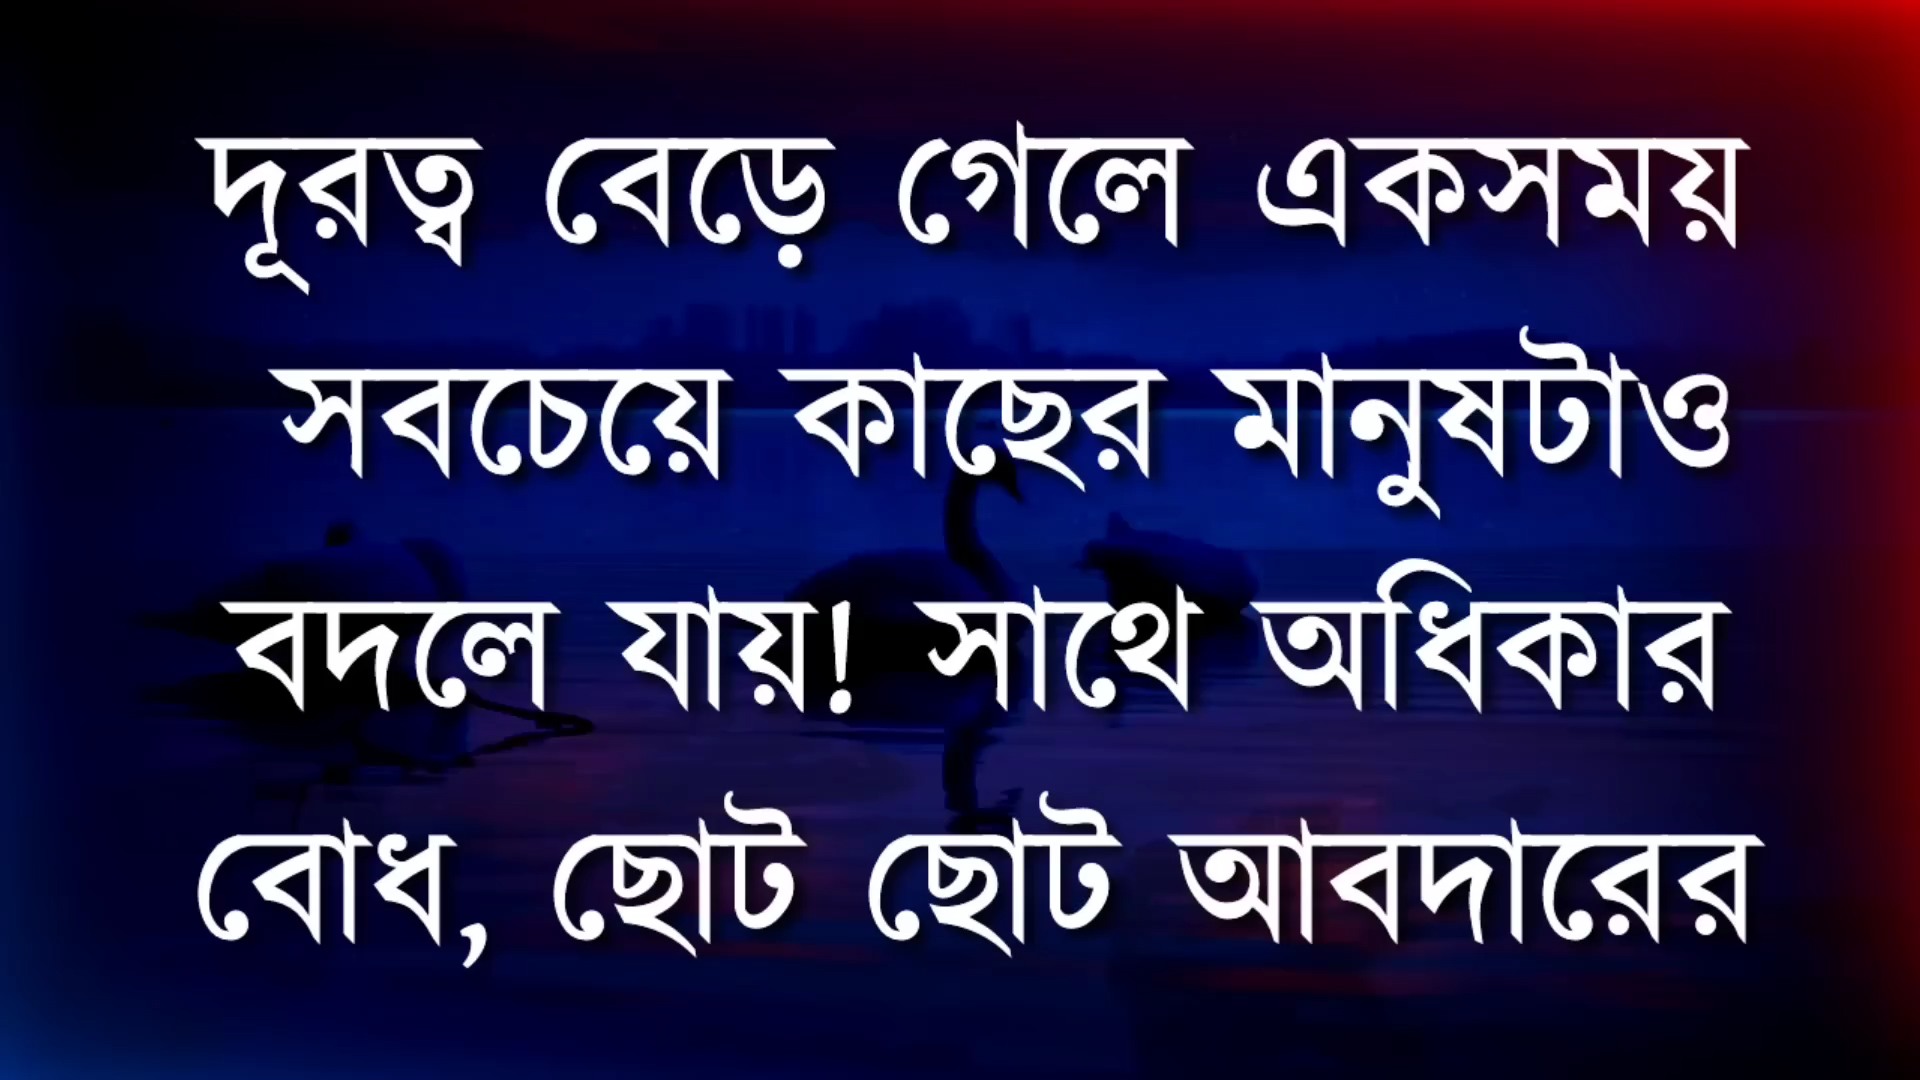 দূরত্ব বেড়ে গেলে একসময়
সবচেয়ে কাছের মানুষটাও
বদলে যায়! সাথে অধিকার
বোধ, ছোট ছোট আবদারের